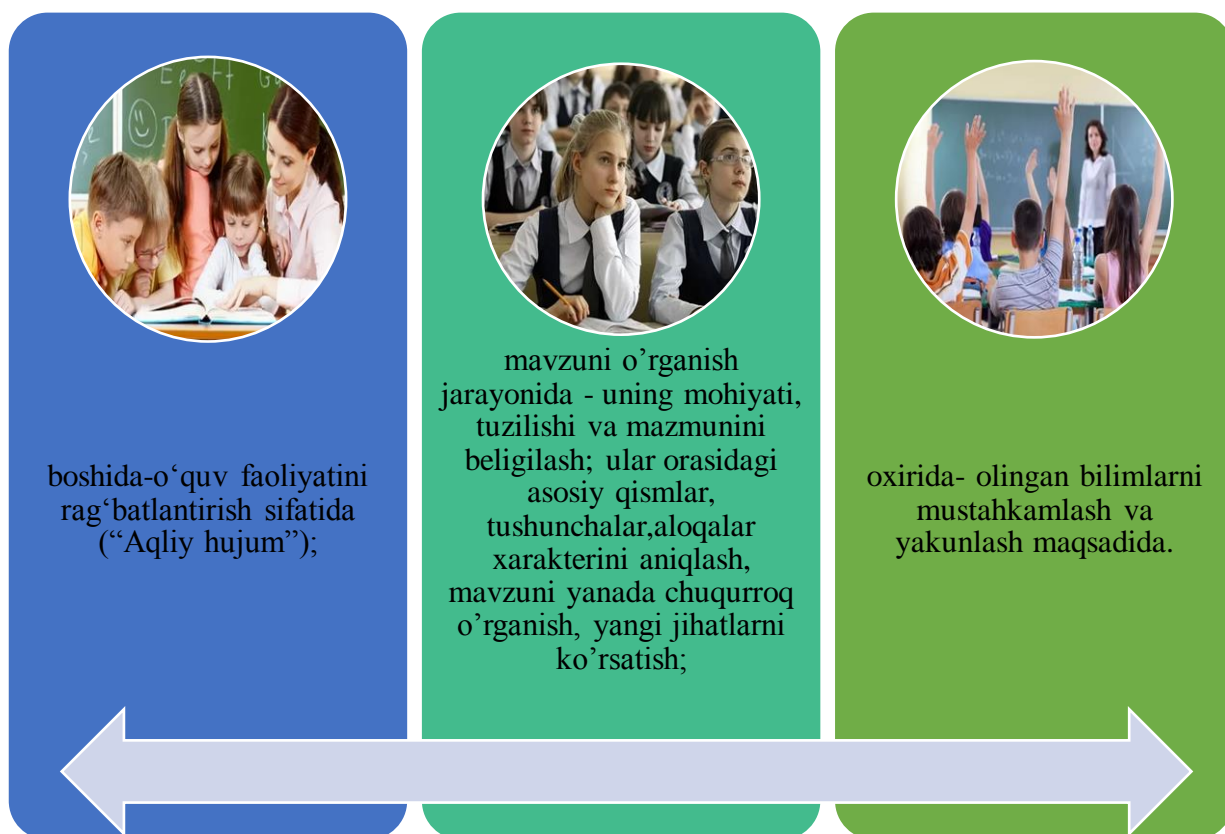 boshida-o‘quv faoliyatini
rag‘batlantirish sifatida
(“Aqliy hujum”);
mavzuni o’rganish
jarayonida - uning mohiyati,
tuzilishi va mazmunini
beligilash; ular orasidagi
asosiy qismlar,
tushunchalar,aloqalar
xarakterini aniqlash,
mavzuni yanada chuqurroq
o’rganish, yangi jihatlarni
ko’rsatish;
oxirida- olingan bilimlarni
mustahkamlash va
yakunlash maqsadida.